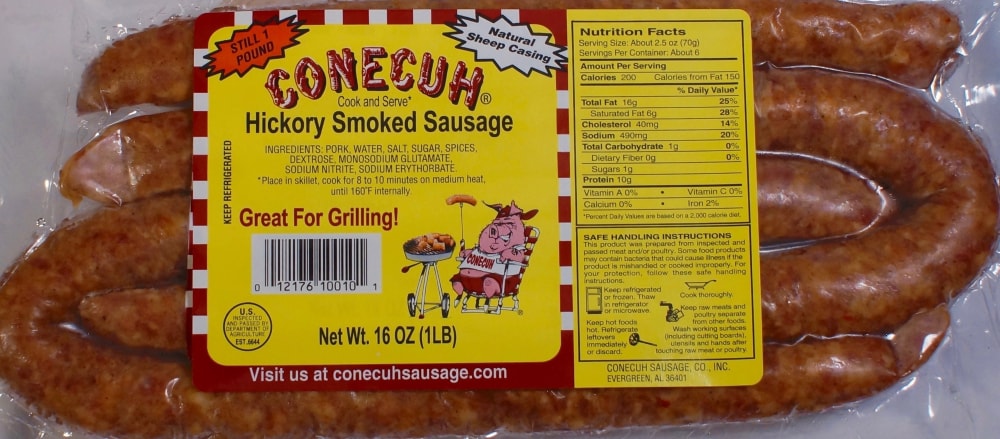 STILL 1
POUND
Natural
Sheep Casing
CONECUH®
Cook and Serve*
Hickory Smoked Sausage
INGREDIENTS: PORK, WATER, SALT, SUGAR, SPICES,
DEXTROSE, MONOSODIUM GLUTAMATE,
SODIUM NITRITE, SODIUM ERYTHORBATE.
*Place in skillet, cook for 8 to 10 minutes on medium heat,
until 160°F internally.
KEEP REFRIGERATED
Great For Grilling!
CONECUH
®
0 12176 10010 1
U.S.
INSPECTED
AND PASSED BY
DEPARTMENT OF
AGRICULTURE
EST. 6644
Net Wt. 16 OZ (1LB)
Visit us at conecuhsausage.com
Nutrition Facts
Serving Size: About 2.5 oz (70g)
Servings Per Container: About 6
Amount Per Serving
Calories 200 Calories from Fat 150
% Daily Value*
Total Fat 16g 25%
Saturated Fat 6g 28%
Cholesterol 40mg 14%
Sodium 490mg 20%
Total Carbohydrate 1g 0%
Dietary Fiber 0g 0%
Sugars 1g
Protein 10g
Vitamin A 0% • Vitamin C 0%
Calcium 0% • Iron 2%
*Percent Daily Values are based on a 2,000 calorie diet.
SAFE HANDLING INSTRUCTIONS
This product was prepared from inspected and
passed meat and/or poultry. Some food products
may contain bacteria that could cause illness if the
product is mishandled or cooked improperly. For
your protection, follow these safe handling
instructions.
Keep refrigerated
or frozen. Thaw
in refrigerator
or microwave.
Keep hot foods
hot. Refrigerate
leftovers
immediately
or discard.
Cook thoroughly.
Keep raw meats and
poultry separate
from other foods.
Wash working surfaces
(including cutting boards),
utensils and hands after
touching raw meat or poultry.
CONECUH SAUSAGE, CO., INC.
EVERGREEN, AL 36401